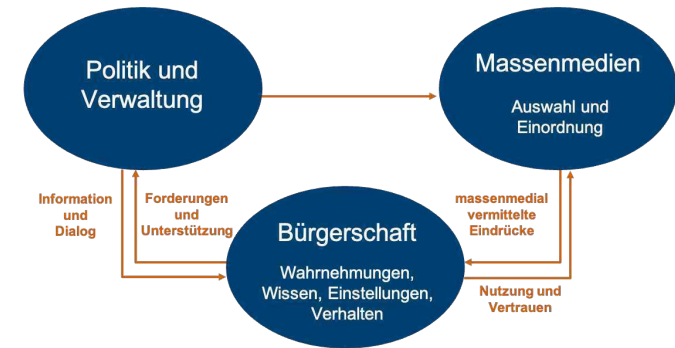 Politik und
Verwaltung
Massenmedien
Auswahl und
Einordnung
Information
und
Dialog
Forderungen
und
Unterstützung
massenmedial
vermittelte
Eindrücke
Bürgerschaft
Wahrnehmungen,
Wissen, Einstellungen,
Verhalten
Nutzung und
Vertrauen